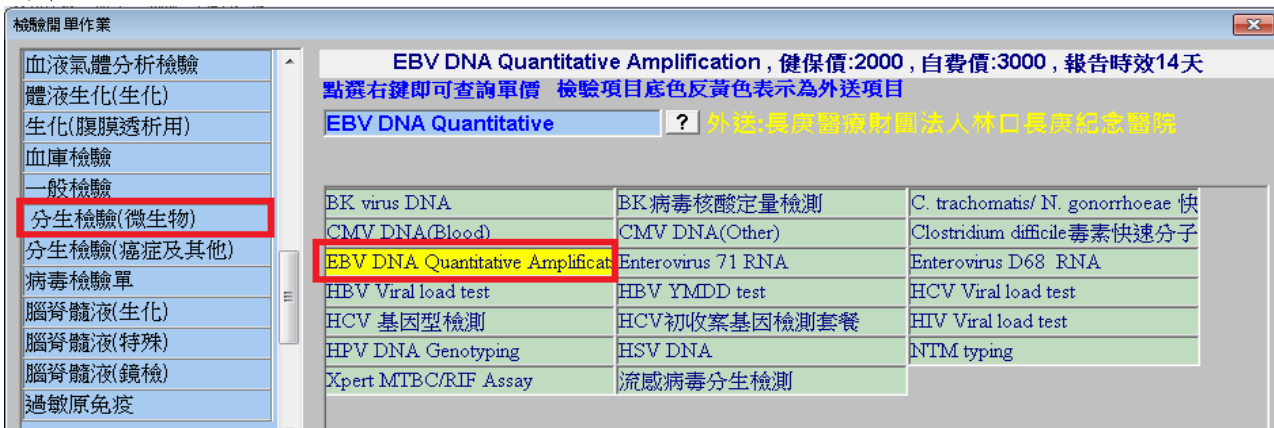 檢驗開單作業
血液氣體分析檢驗
體液生化(生化)
生化(腹膜透析用)
血庫檢驗
一般檢驗
分生檢驗(微生物)
分生檢驗(癌症及其他)
病毒檢驗單
腦脊髓液(生化)
腦脊髓液(特殊)
腦脊髓液(鏡檢)
過敏原免疫
EBV DNA Quantitative Amplification , 健保價:2000 , 自費價:3000 , 報告時效14天
點選右鍵即可查詢單價 檢驗項目底色反黃色表示為外送項目
EBV DNA Quantitative ? 外送:長庚醫療財團法人林口長庚紀念醫院
BK virus DNA BK病毒核酸定量檢測 C. trachomatis/ N. gonorrhoeae 快
CMV DNA(Blood) CMV DNA(Other) Clostridium difficile毒素快速分子
EBV DNA Quantitative Amplificat Enterovirus 71 RNA Enterovirus D68 RNA
HBV Viral load test HBV YMDD test HCV Viral load test
HCV 基因型檢測 HCV初收案基因檢測套餐 HIV Viral load test
HPV DNA Genotyping HSV DNA NTM typing
Xpert MTBC/RIF Assay 流感病毒分生檢測